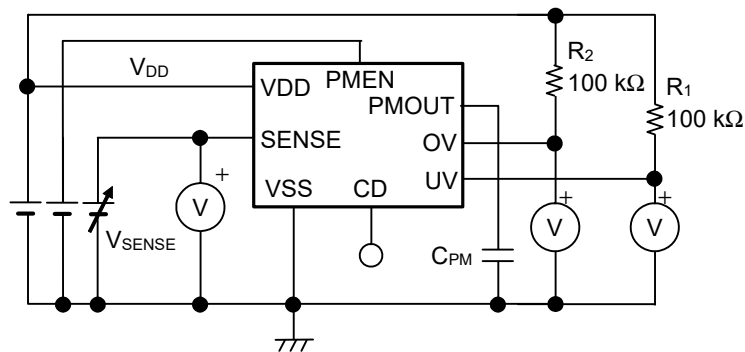 R2
100 kΩ
R1
100 kΩ
VDD
VDD
PMEN
PMOUT
SENSE
OV
UV
VSS
CD
+
V
VSENSE
CPM
+
V
+
V